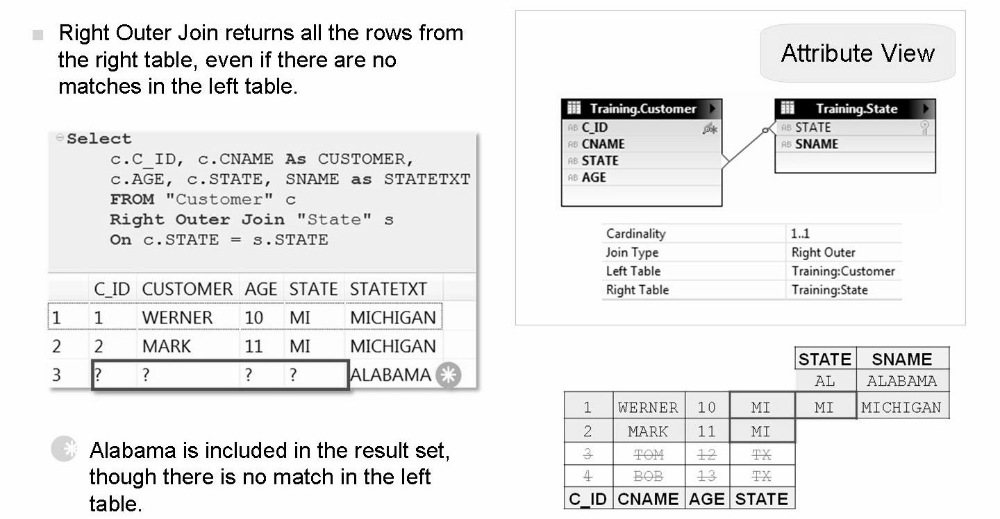 Right Outer Join returns all the rows from
the right table, even if there are no
matches in the left table.
Select
c.C_ID, c.CNAME As CUSTOMER,
c.AGE, c.STATE, SNAME as STATETXT
FROM "Customer" c
Right Outer Join "State" s
On c.STATE = s.STATE
C_ID CUSTOMER AGE STATE STATETXT
1 1 WERNER 10 MI MICHIGAN
2 2 MARK 11 MI MICHIGAN
3 ? ? ? ? ALABAMA
Alabama is included in the result set,
though there is no match in the left
table.
Attribute View
Training.Customer
AB C_ID
AB CNAME
AB STATE
AB AGE
Training.State
AB STATE
AB SNAME
Cardinality 1..1
Join Type Right Outer
Left Table Training:Customer
Right Table Training:State
STATE SNAME
AL ALABAMA
1 WERNER 10 MI MI MICHIGAN
2 MARK 11 MI
3 TOM 12 TX
4 BOB 13 TX
C_ID CNAME AGE STATE